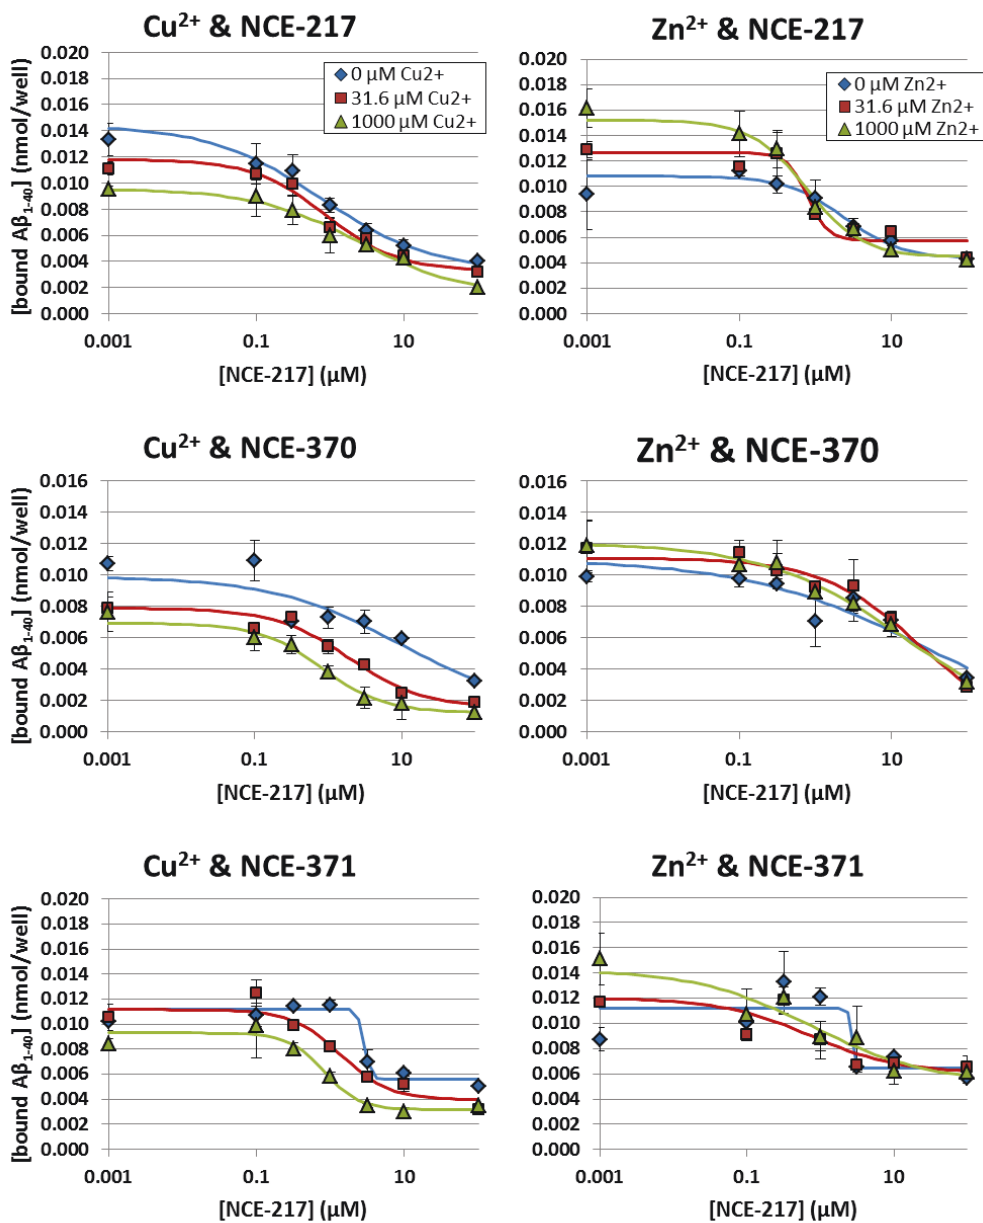 Cu²⁺ & NCE-217
[bound Aβ₁₋₄₀] (nmol/well)
0.020
0.018
0.016
0.014
0.012
0.010
0.008
0.006
0.004
0.002
0.000
0 µM Cu2+
31.6 µM Cu2+
1000 µM Cu2+
0.001 0.1 10
[NCE-217] (µM)
Zn²⁺ & NCE-217
0.020
0.018
0.016
0.014
0.012
0.010
0.008
0.006
0.004
0.002
0.000
0 µM Zn2+
31.6 µM Zn2+
1000 µM Zn2+
0.001 0.1 10
[NCE-217] (µM)
Cu²⁺ & NCE-370
[bound Aβ₁₋₄₀] (nmol/well)
0.016
0.014
0.012
0.010
0.008
0.006
0.004
0.002
0.000
0.001 0.1 10
[NCE-217] (µM)
Zn²⁺ & NCE-370
0.016
0.014
0.012
0.010
0.008
0.006
0.004
0.002
0.000
0.001 0.1 10
[NCE-217] (µM)
Cu²⁺ & NCE-371
[bound Aβ₁₋₄₀] (nmol/well)
0.020
0.018
0.016
0.014
0.012
0.010
0.008
0.006
0.004
0.002
0.000
0.001 0.1 10
[NCE-217] (µM)
Zn²⁺ & NCE-371
0.020
0.018
0.016
0.014
0.012
0.010
0.008
0.006
0.004
0.002
0.000
0.001 0.1 10
[NCE-217] (µM)